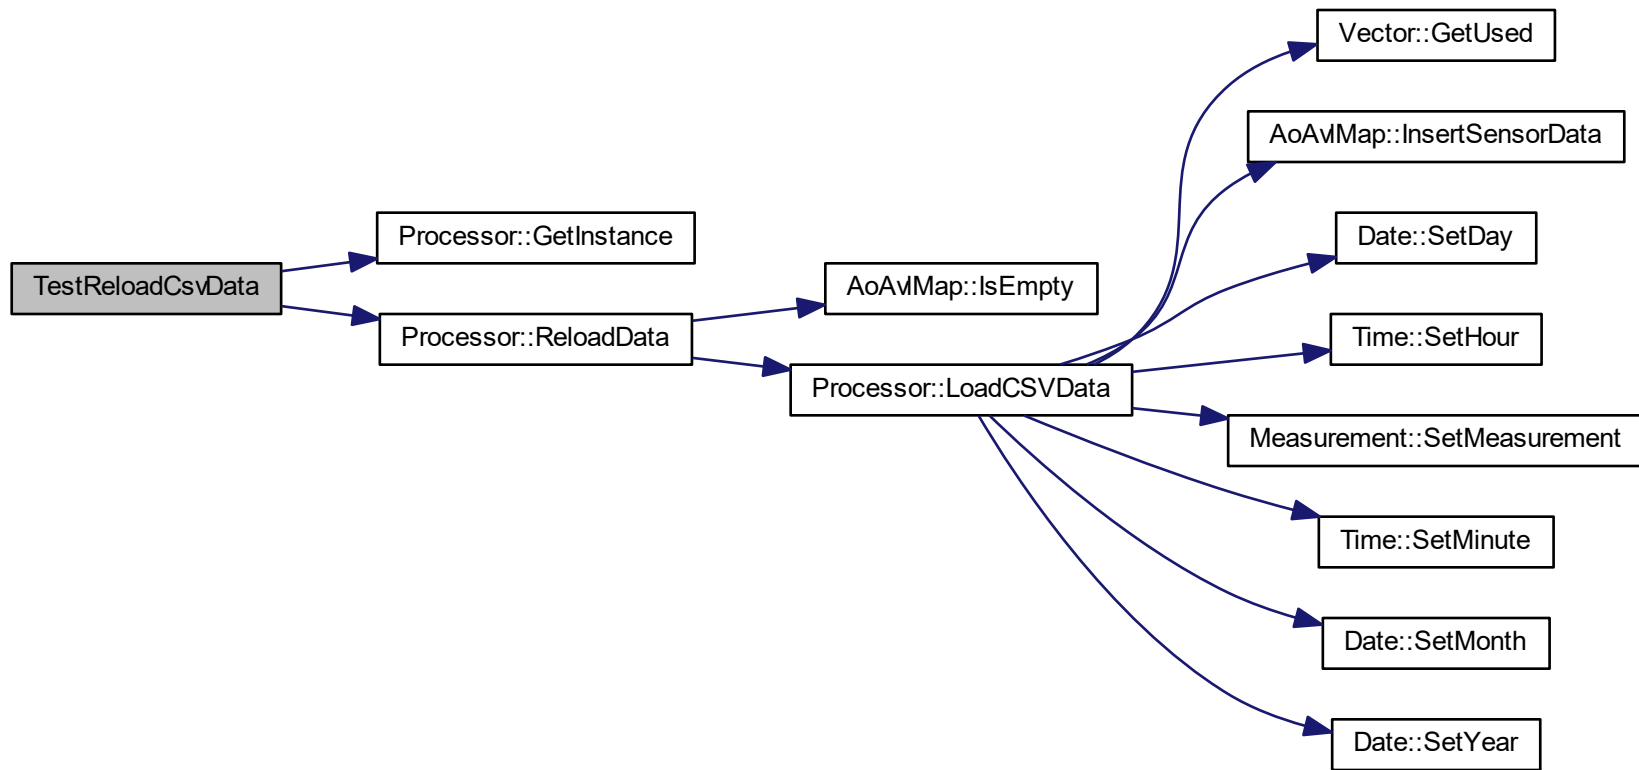 Vector::GetUsed
AoAvlMap::InsertSensorData
Processor::GetInstance
Date::SetDay
TestReloadCsvData
AoAvlMap::IsEmpty
Processor::ReloadData
Time::SetHour
Processor::LoadCSVData
Measurement::SetMeasurement
Time::SetMinute
Date::SetMonth
Date::SetYear